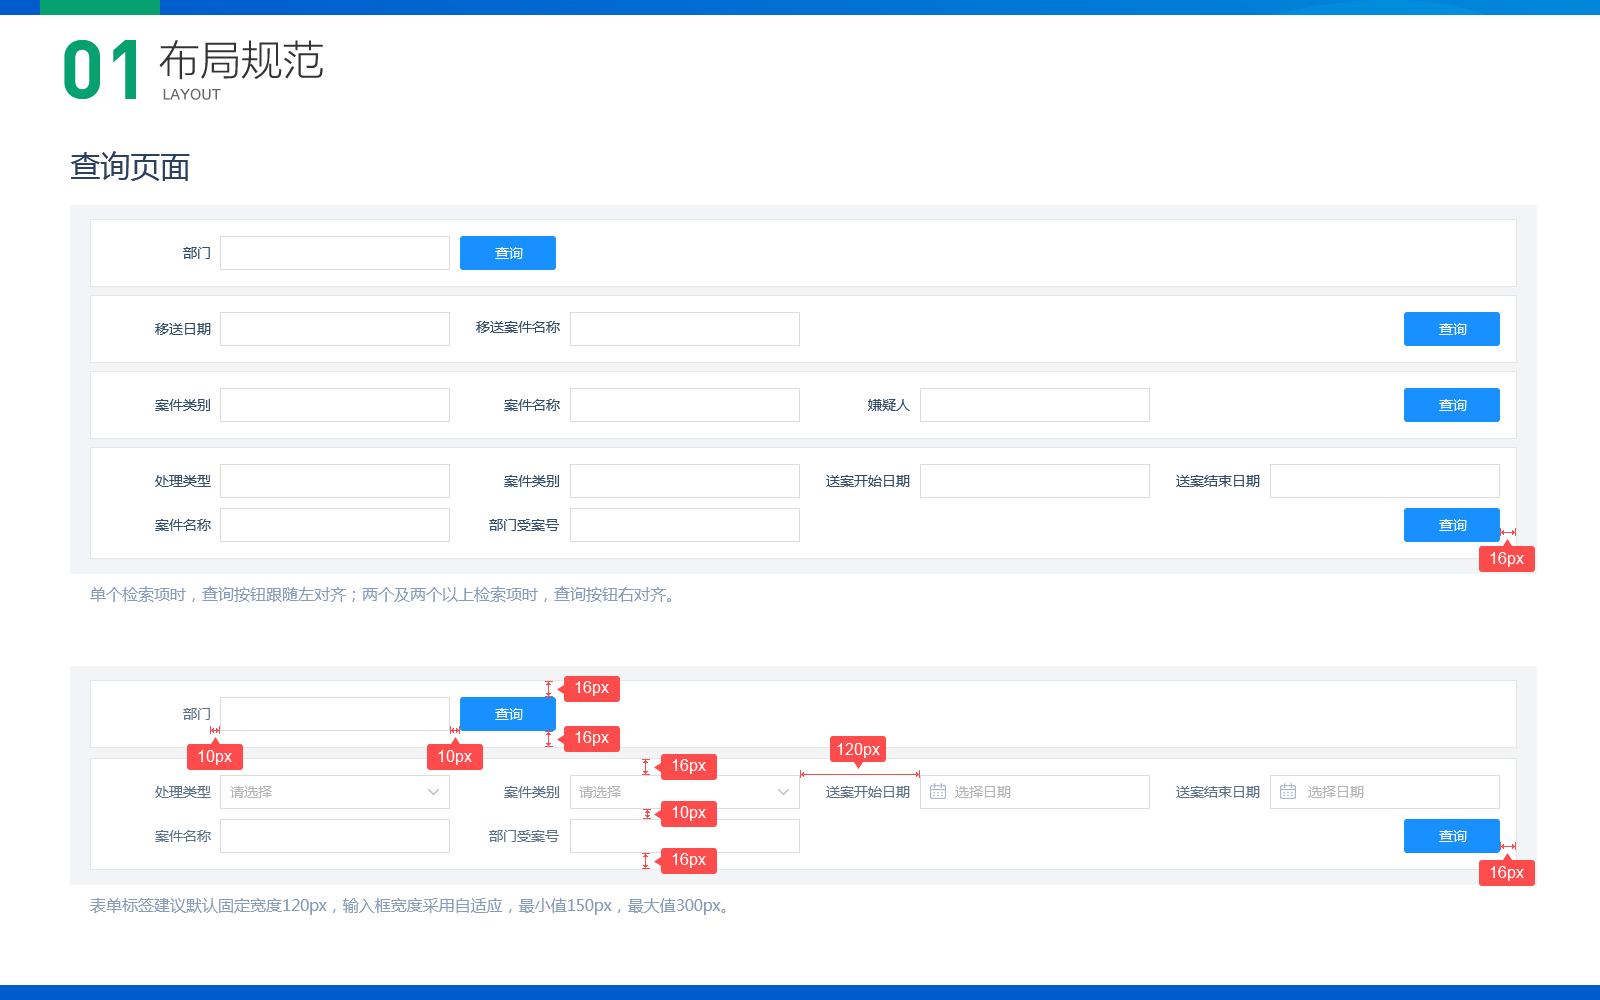 01 布局规范
LAYOUT
查询页面
部门 查询
移送日期 移送案件名称 查询
案件类别 案件名称 嫌疑人 查询
处理类型 案件类别 送案开始日期 送案结束日期
案件名称 部门受案号 查询
16px
单个检索项时，查询按钮跟随左对齐；两个及两个以上检索项时，查询按钮右对齐。
16px
部门 查询
16px
10px 10px
120px
16px
处理类型 请选择 案件类别 请选择 送案开始日期 选择日期 送案结束日期 选择日期
10px
案件名称 部门受案号 查询
16px
16px
表单标签建议默认固定宽度120px，输入框宽度采用自适应，最小值150px，最大值300px。